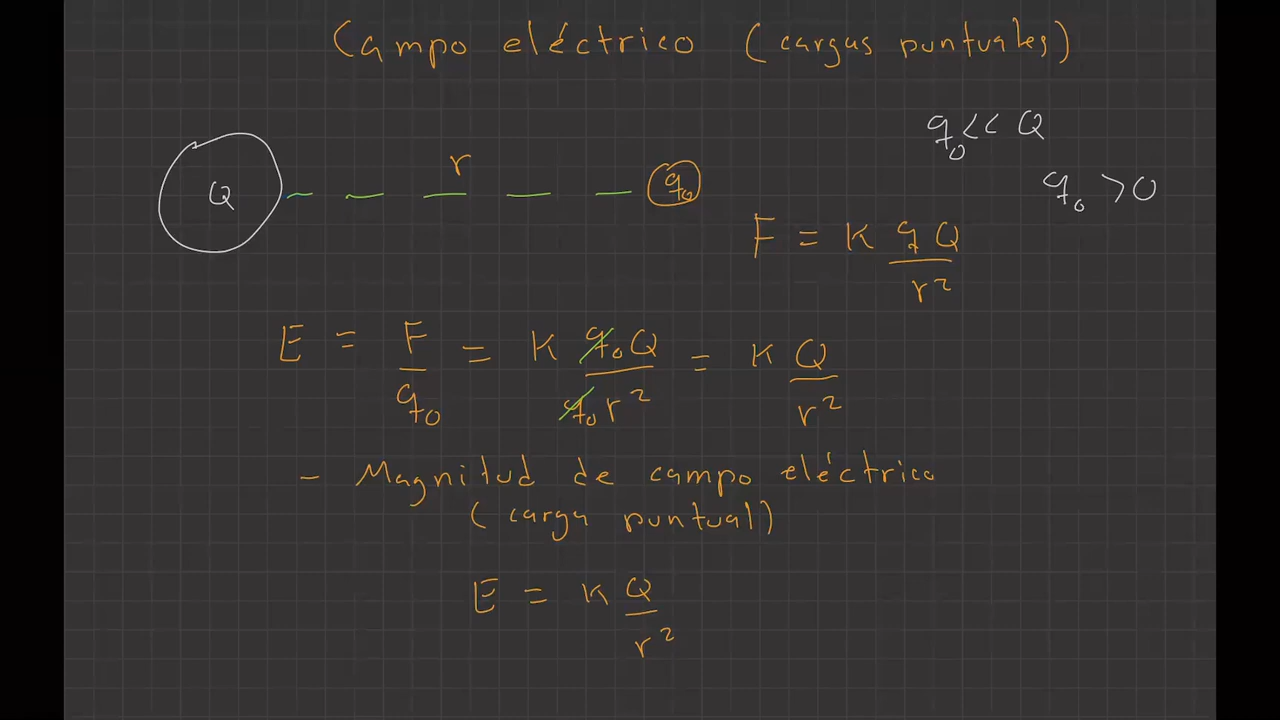 Campo eléctrico (cargas puntuales)
q₀ << Q
Q r q₀
q₀ > 0
F = K qQ / r²
E = F / q₀ = K q₀Q / q₀r² = K Q / r²
- Magnitud de campo eléctrico
(carga puntual)
E = K Q / r²